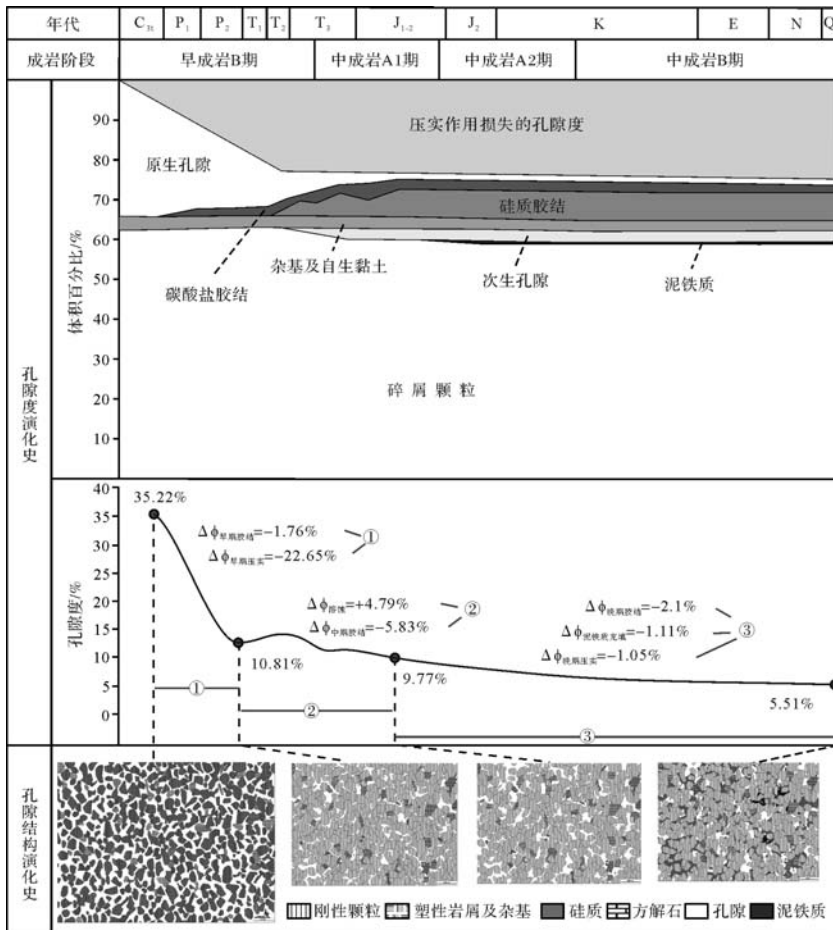 年代 C₃ₜ P₁ P₂ T₁ T₂ T₃ J₁₋₂ J₂ K E N Q
成岩阶段 早成岩B期 中成岩A1期 中成岩A2期 中成岩B期
孔隙度演化史
体积百分比/%
90
80
70
60
50
40
30
20
10
压实作用损失的孔隙度
原生孔隙
硅质胶结
杂基及自生黏土
碳酸盐胶结
次生孔隙
泥铁质
碎屑颗粒
孔隙度/%
40
35
30
25
20
15
10
5
0
35.22%
Δϕ早期胶结=-1.76%
Δϕ早期压实=-22.65%
①
Δϕ溶蚀=+4.79%
Δϕ中期胶结=-5.83%
②
Δϕ晚期胶结=-2.1%
Δϕ泥铁质充填=-1.11%
Δϕ晚期压实=-1.05%
③
10.81%
9.77%
5.51%
①
②
③
孔隙结构演化史
刚性颗粒 塑性岩屑及杂基 硅质 方解石 孔隙 泥铁质